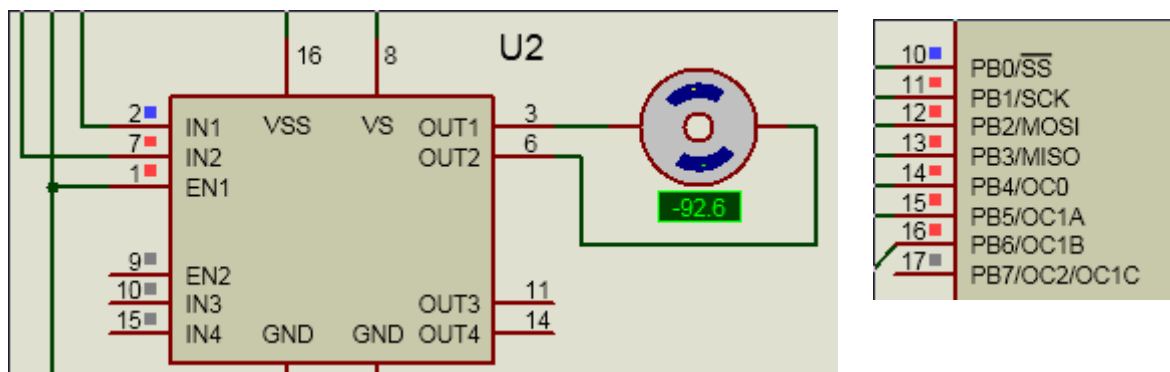 U2
16 8
2 IN1 VSS VS OUT1 3
7 IN2 OUT2 6
1 EN1
-92.6
9 EN2
10 IN3 OUT3 11
15 IN4 GND GND OUT4 14
10 PB0/SS
11 PB1/SCK
12 PB2/MOSI
13 PB3/MISO
14 PB4/OC0
15 PB5/OC1A
16 PB6/OC1B
17 PB7/OC2/OC1C